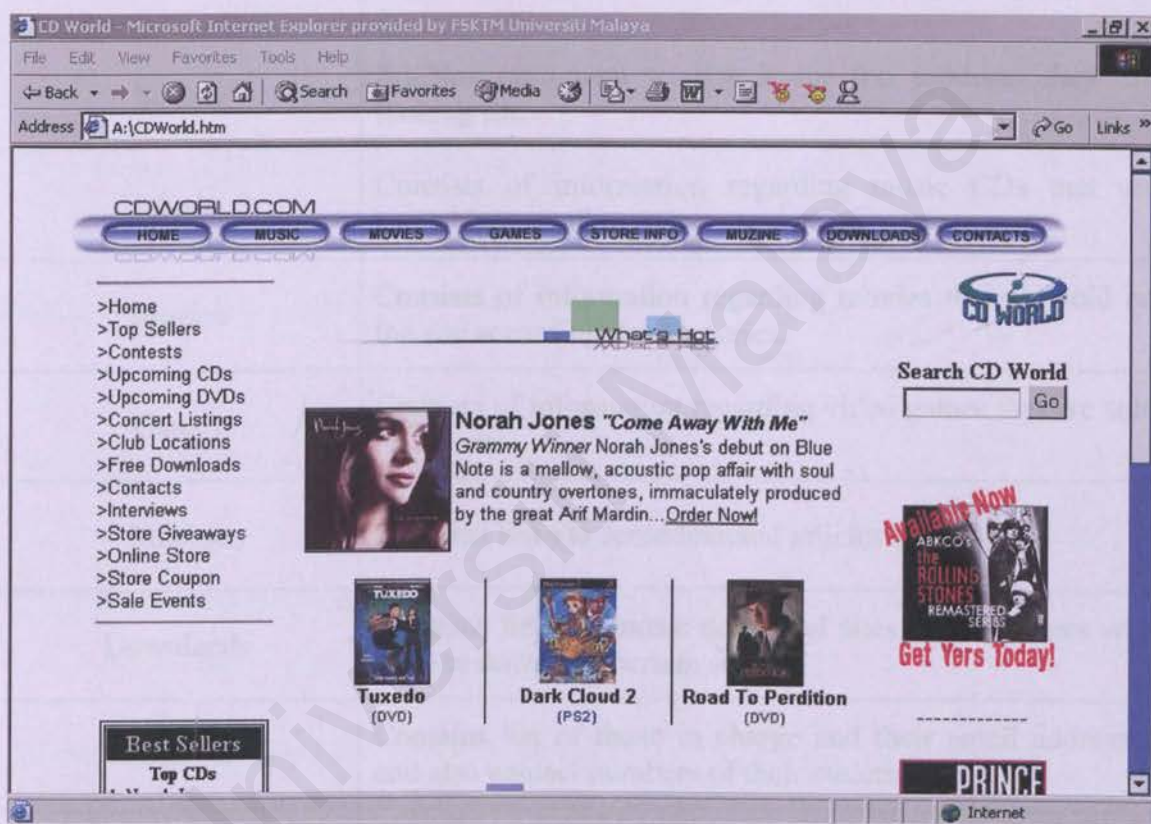 CD World - Microsoft Internet Explorer provided by FSKTM Universiti Malaya
File Edit View Favorites Tools Help
Back Search Favorites Media
Address A:\CDWorld.htm Go Links »
CDWORLD.COM
HOME MUSIC MOVIES GAMES STORE INFO MUZINE DOWNLOADS CONTACTS
>Home
>Top Sellers
>Contests
>Upcoming CDs
>Upcoming DVDs
>Concert Listings
>Club Locations
>Free Downloads
>Contacts
>Interviews
>Store Giveaways
>Online Store
>Store Coupon
>Sale Events
Best Sellers
Top CDs
What's Hot
Norah Jones
Norah Jones "Come Away With Me"
Grammy Winner Norah Jones's debut on Blue
Note is a mellow, acoustic pop affair with soul
and country overtones, immaculately produced
by the great Arif Mardin... Order Now!
TUXEDO
Tuxedo
(DVD)
Dark Cloud 2
(PS2)
Road To Perdition
(DVD)
CD WORLD
Search CD World
Go
Available Now
ABKCO's
the
ROLLING
STONES
REMASTERED
SERIES
Get Yers Today!
PRINCE
Internet
University Malaya